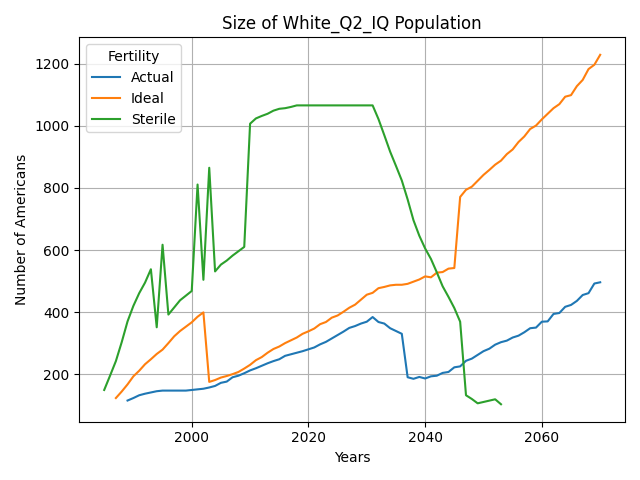 Size of White_Q2_IQ Population
Fertility
Actual
Ideal
Sterile
Number of Americans
1200
1000
800
600
400
200
2000
2020
2040
2060
Years